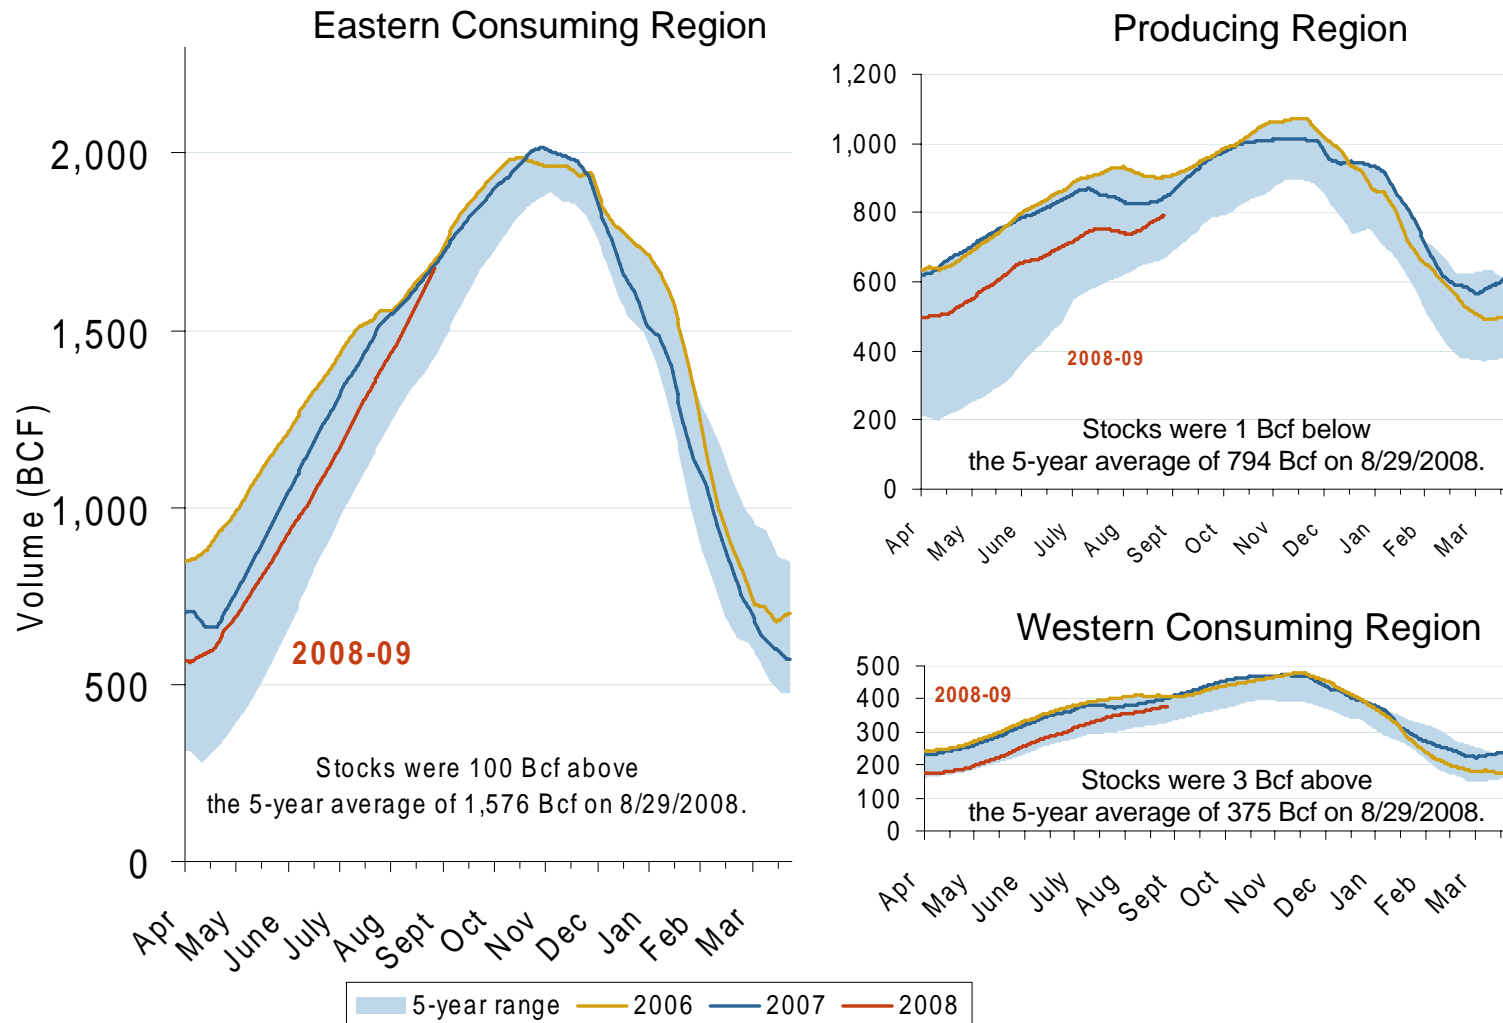 Eastern Consuming Region
Volume (BCF)
2,000
1,500
1,000
500
0
2008-09
Stocks were 100 Bcf above
the 5-year average of 1,576 Bcf on 8/29/2008.
Apr May June July Aug Sept Oct Nov Dec Jan Feb Mar
Producing Region
1,200
1,000
800
600
400
200
0
2008-09
Stocks were 1 Bcf below
the 5-year average of 794 Bcf on 8/29/2008.
Apr May June July Aug Sept Oct Nov Dec Jan Feb Mar
Western Consuming Region
500
400
300
200
100
0
2008-09
Stocks were 3 Bcf above
the 5-year average of 375 Bcf on 8/29/2008.
Apr May June July Aug Sept Oct Nov Dec Jan Feb Mar
5-year range 2006 2007 2008